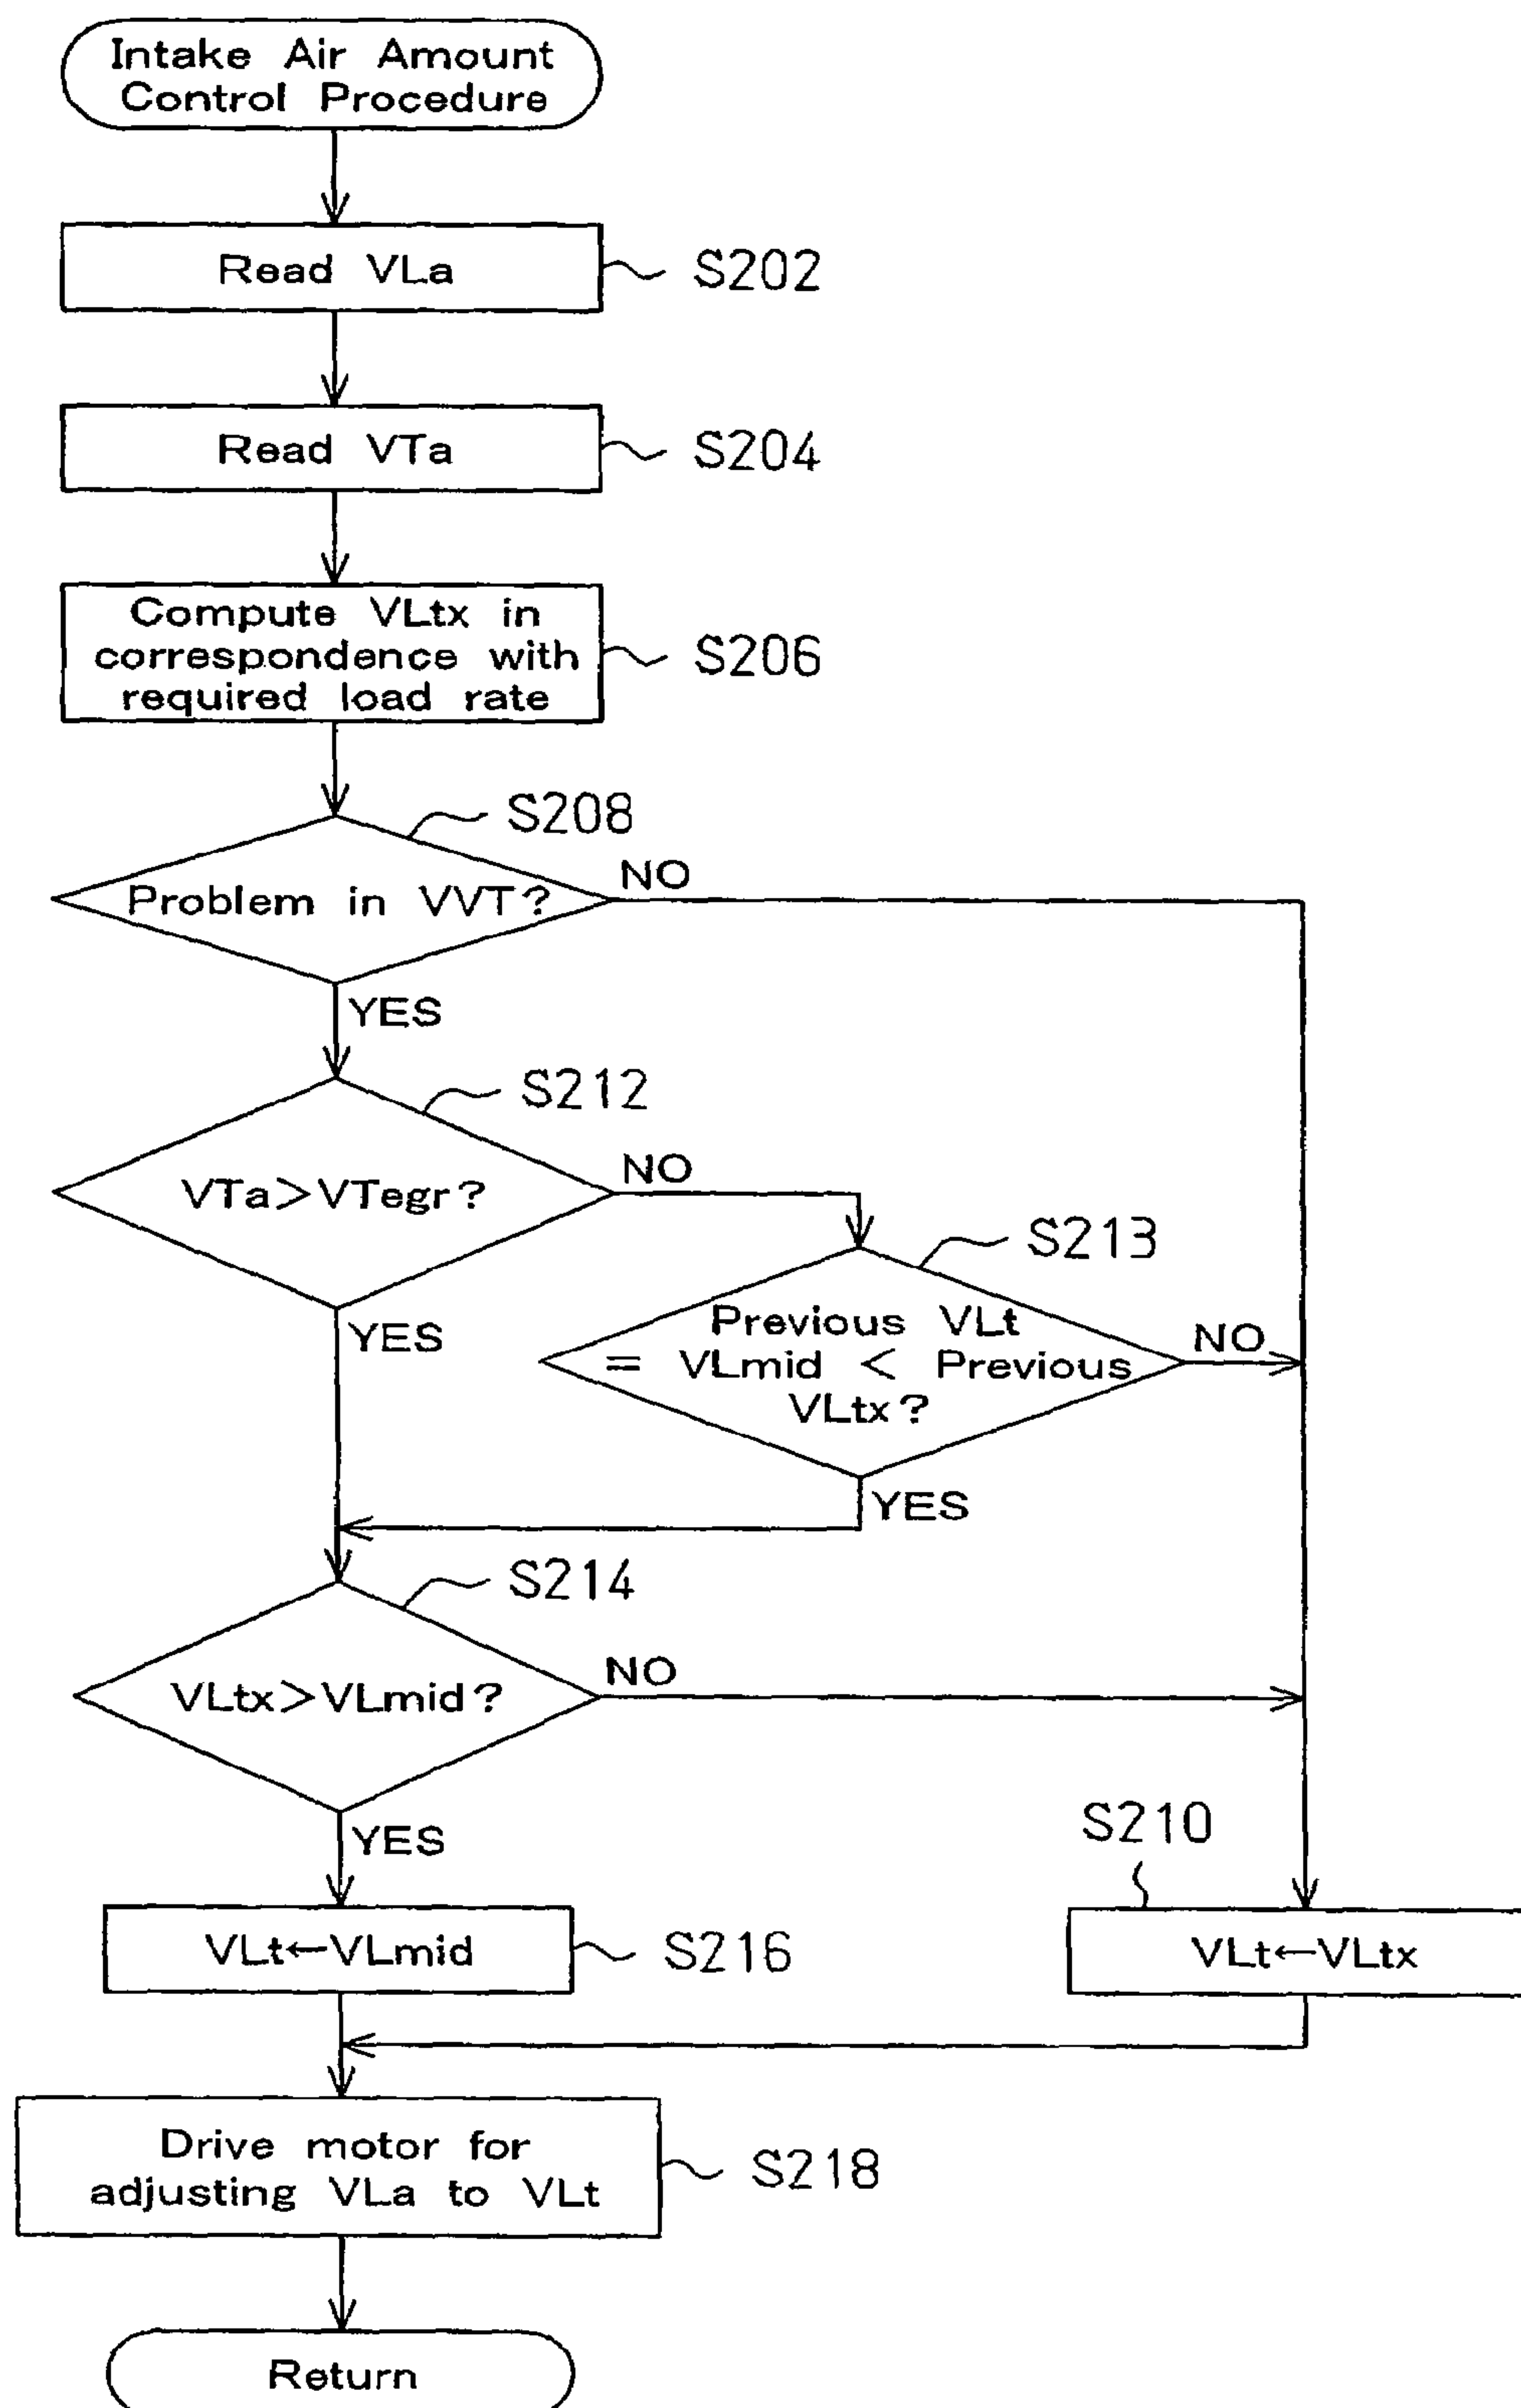 Intake Air Amount
Control Procedure
Read VLa
S202
Read VTa
S204
Compute VLtx in
correspondence with
required load rate
S206
S208
Problem in VVT?
NO
YES
S212
VTa>VTegr?
NO
YES
S213
Previous VLt
= VLmid < Previous
VLtx?
NO
YES
S214
VLtx>VLmid?
NO
YES
VLt←VLmid
S216
S210
VLt←VLtx
Drive motor for
adjusting VLa to VLt
S218
Return